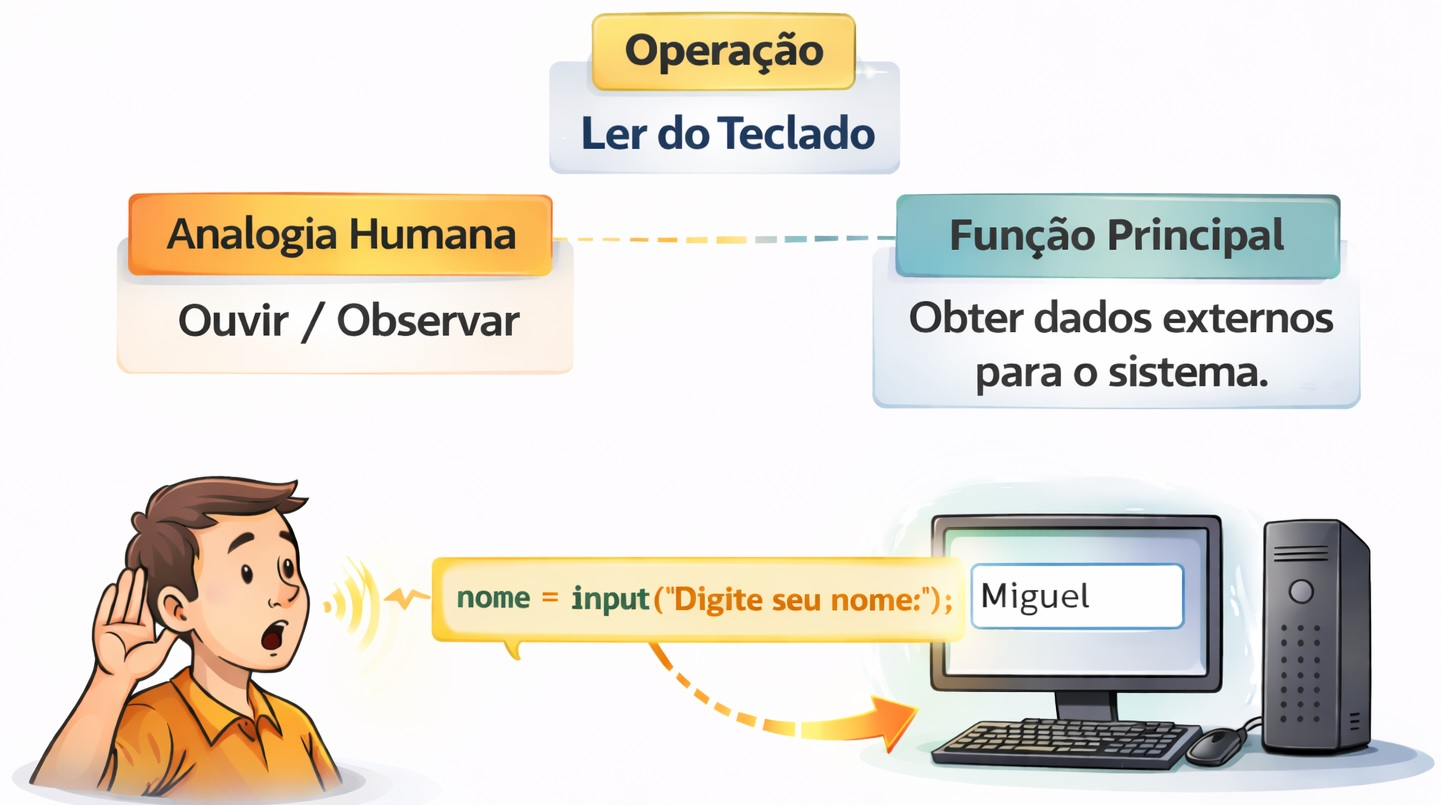 Operação
Ler do Teclado
Analogia Humana
Ouvir / Observar
Função Principal
Obter dados externos
para o sistema.
nome = input("Digite seu nome:");
Miguel